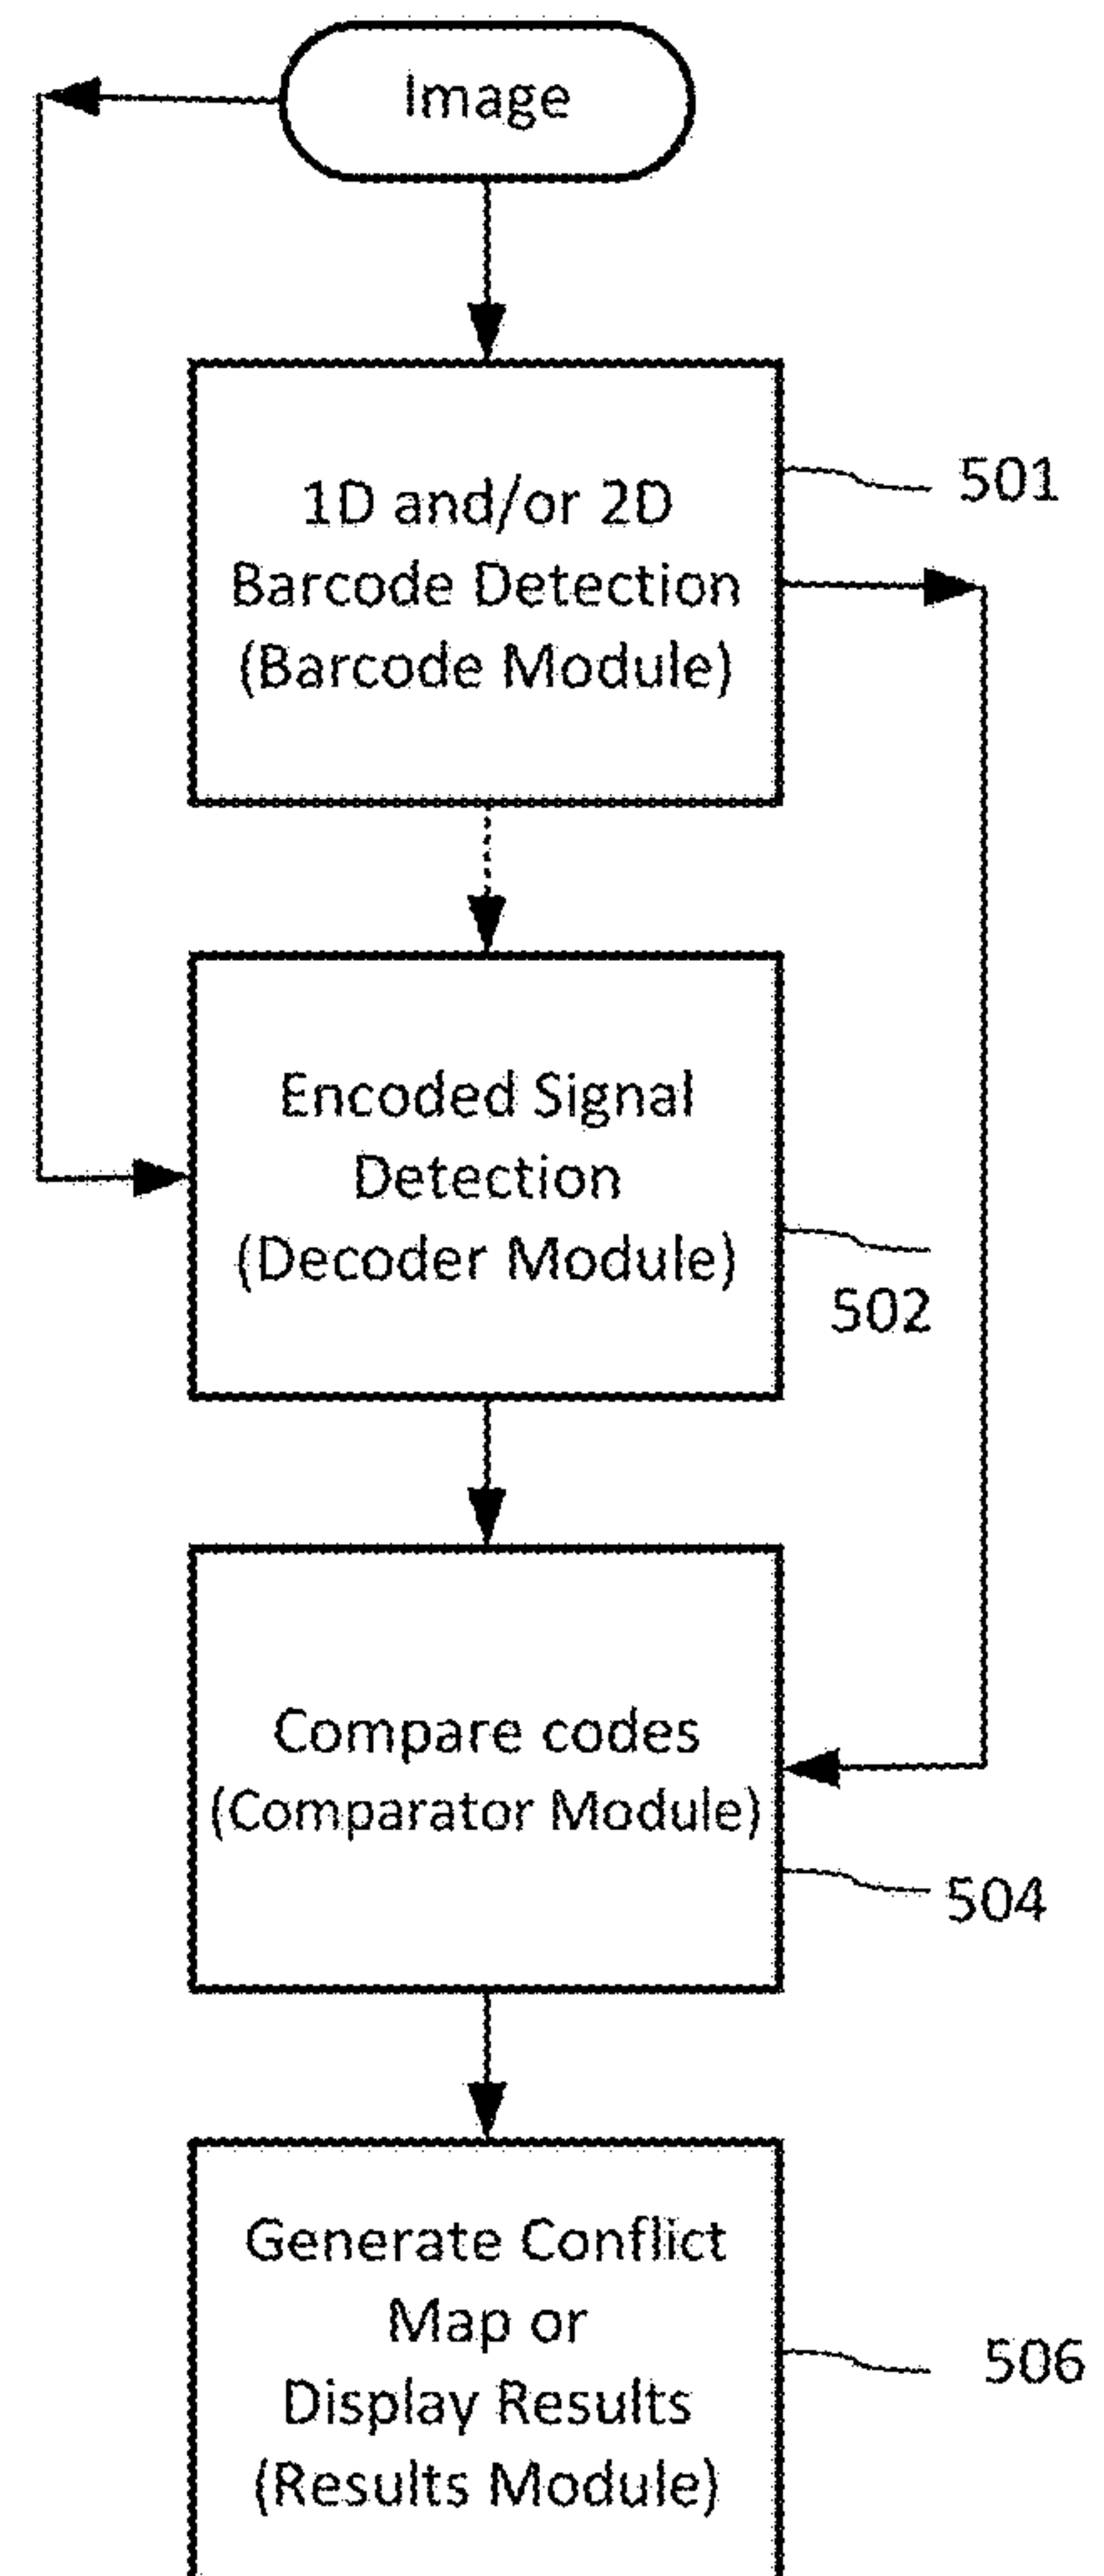 Image
1D and/or 2D
Barcode Detection
(Barcode Module)
501
Encoded Signal
Detection
(Decoder Module)
502
Compare codes
(Comparator Module)
504
Generate Conflict
Map or
Display Results
(Results Module)
506